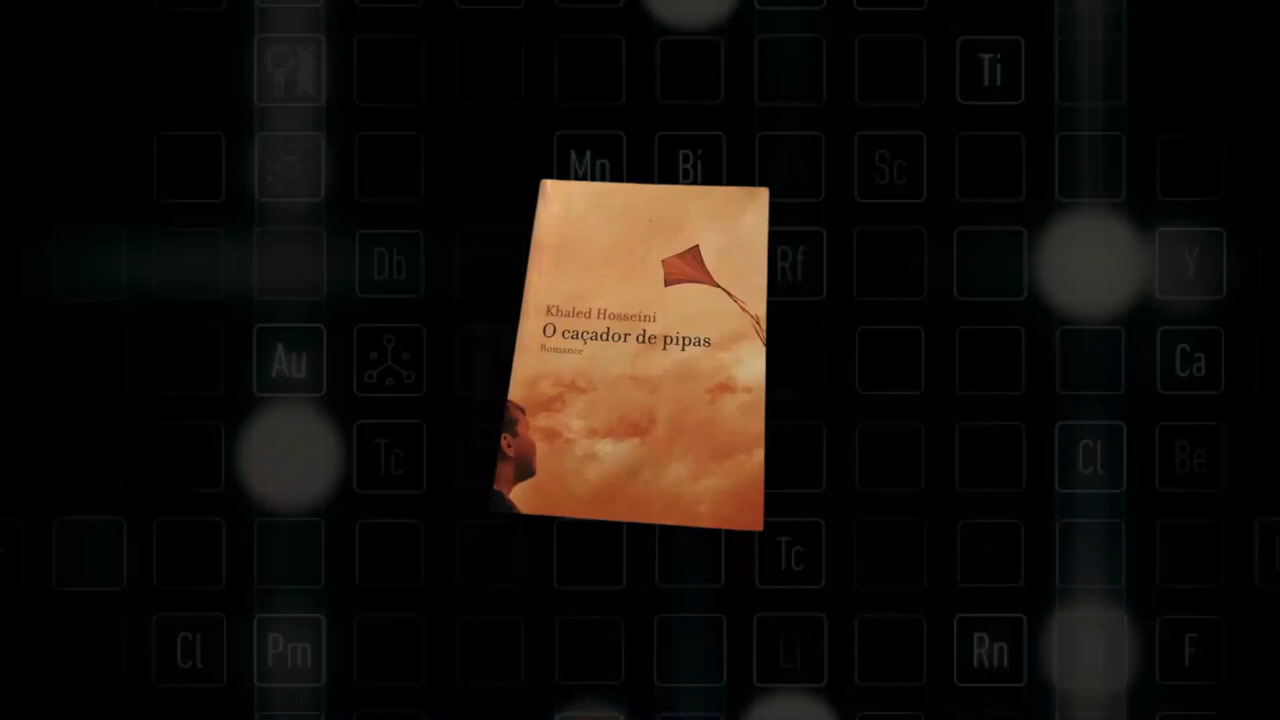 Ti
Mn Bi Sc
Db Rf Y
Khaled Hosseini
O caçador de pipas
Romance
Au Ca
Tc Cl Be
Tc
Cl Pm Li Rn F